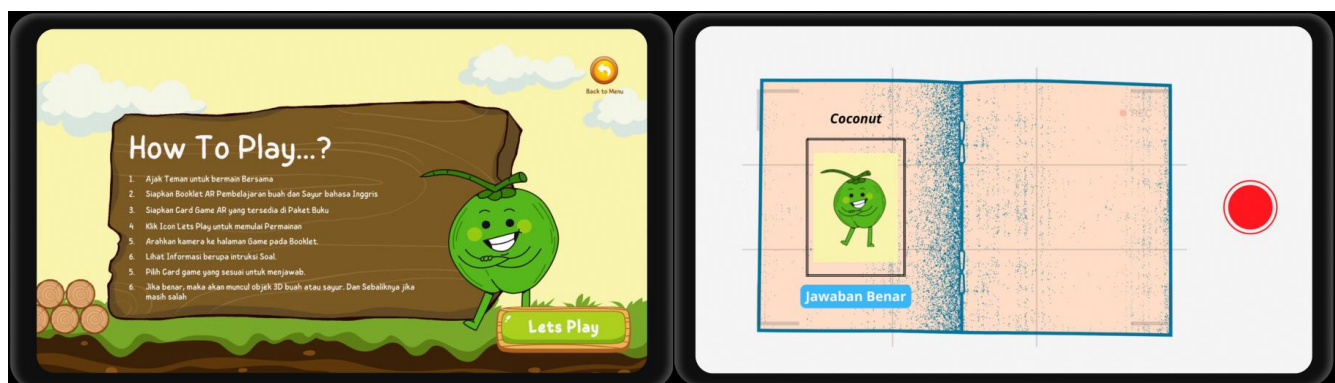 Back to Menu
How To Play...?
1. Ajak Teman untuk bermain Bersama
2. Siapkan Booklet AR Pembelajaran buah dan Sayur bahasa Inggris
3. Siapkan Card Game AR yang tersedia di Paket Buku
4 Klik Icon Lets Play untuk memulai Permainan
5. Arahkan kamera ke halaman Game pada Booklet.
6. Lihat Informasi berupa intruksi Soal.
5. Pilih Card game yang sesuai untuk menjawab.
6. Jika benar, maka akan muncul objek 3D buah atau sayur. Dan Sebaliknya jika
masih salah
Lets Play
Coconut
REC
Jawaban Benar